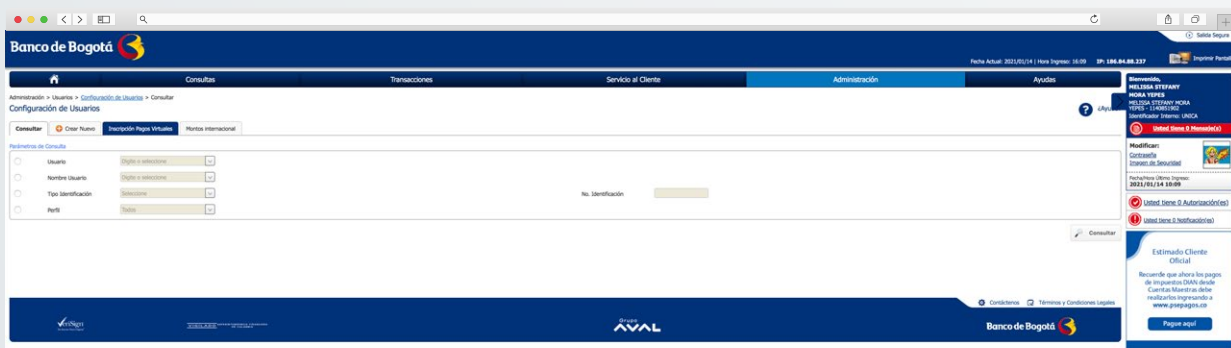 Salida Segura
Banco de Bogotá
Fecha Actual: 2021/01/14 | Hora Ingreso: 16:09 IP: 186.84.88.237
Imprimir Pantall
Consultas Transacciones Servicio al Cliente Administración Ayudas
Administración > Usuarios > Configuración de Usuarios > Consultar
Configuración de Usuarios
¿Ayu
Consultar Crear Nuevo Inscripción Pagos Virtuales Montos internacional
Parámetros de Consulta
Usuario Digite o seleccione
Nombre Usuario Digite o seleccione
Tipo Identificación Seleccione No. Identificación
Perfil Todos
Consultar
Bienvenido,
MELISSA STEFANY
MORA YEPES
MELISSA STEFANY MORA
YEPES - 1140851902
Identificador Interno: UNICA
Usted tiene 0 Mensaje(s)
Modificar:
Contraseña
Imagen de Seguridad
Fecha/Hora Último Ingreso:
2021/01/14 10:09
Usted tiene 0 Autorización(es)
Usted tiene 0 Notificación(es)
Estimado Cliente
Oficial
Recuerde que ahora los pagos
de impuestos DIAN desde
Cuentas Maestras debe
realizarlos ingresando a
www.psepagos.co
Pague aquí
Contáctenos Términos y Condiciones Legales
VeriSign
Grupo
AVAL
Banco de Bogotá